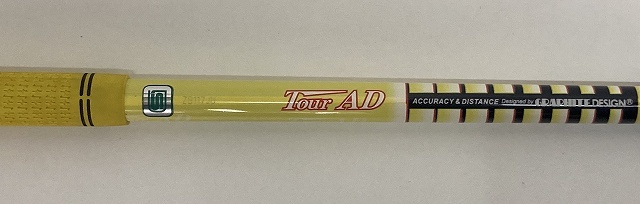 Tour AD
ACCURACY & DISTANCE Designed by GRAPHITE DESIGN®